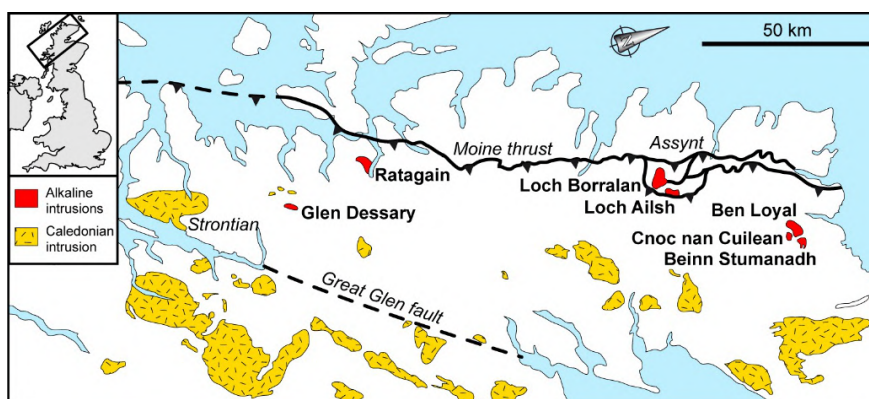 50 km
Moine thrust
Assynt
Ratagain
Loch Borralan
Loch Ailsh
Alkaline
intrusions
Glen Dessary
Ben Loyal
Strontian
Cnoc nan Cuilean
Beinn Stumanadh
Caledonian
intrusion
Great Glen fault